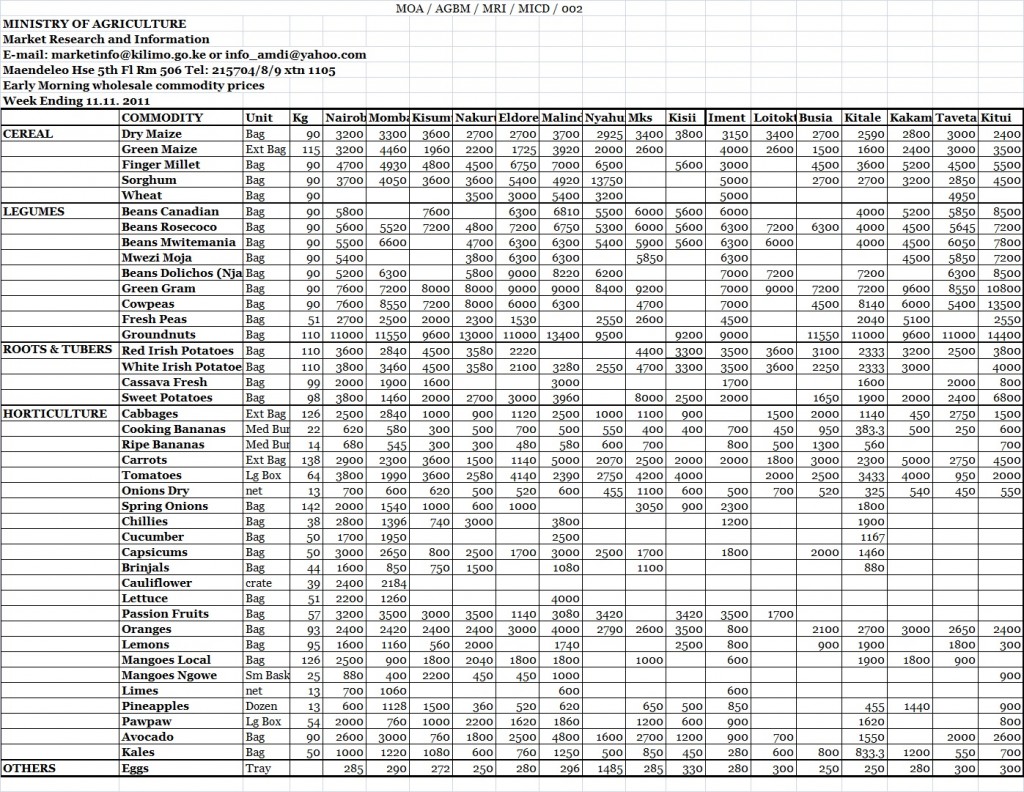 MOA / AGBM / MRI / MICD / 002
MINISTRY OF AGRICULTURE
Market Research and Information
E-mail: marketinfo@kilimo.go.ke or info_amdi@yahoo.com
Maendeleo Hse 5th Fl Rm 506 Tel: 215704/8/9 xtn 1105
Early Morning wholesale commodity prices
Week Ending 11.11. 2011
COMMODITY Unit Kg Nairob Momba Kisum Nakuru Eldore Malind Nyahu Mks Kisii Iment Loitokt Busia Kitale Kakam Taveta Kitui
CEREAL Dry Maize Bag 90 3200 3300 3600 2700 2700 3700 2925 3400 3800 3150 3400 2700 2590 2800 3000 2400
Green Maize Ext Bag 115 3200 4460 1960 2200 1725 3920 2000 2600 4000 2600 1500 1600 2400 3000 3500
Finger Millet Bag 90 4700 4930 4800 4500 6750 7000 6500 5600 3000 4500 3600 5200 4500 5500
Sorghum Bag 90 3700 4050 3600 3600 5400 4920 13750 5000 2700 2700 3200 2850 4500
Wheat Bag 90 3500 3000 5400 3200 5000 4950
LEGUMES Beans Canadian Bag 90 5800 7600 6300 6810 5500 6000 5600 6000 4000 5200 5850 8500
Beans Rosecoco Bag 90 5600 5520 7200 4800 7200 6750 5300 6000 5600 6300 7200 6300 4000 4500 5645 7200
Beans Mwitemania Bag 90 5500 6600 4700 6300 6300 5400 5900 5600 6300 6000 4000 4500 6050 7800
Mwezi Moja Bag 90 5400 3800 6300 6300 5850 6300 4500 5850 7200
Beans Dolichos (Nja Bag 90 5200 6300 5800 9000 8220 6200 7000 7200 7200 6300 8500
Green Gram Bag 90 7600 7200 8000 8000 9000 9000 8400 9200 7000 9000 7200 7200 9600 8550 10800
Cowpeas Bag 90 7600 8550 7200 8000 6000 6300 4700 7000 4500 8140 6000 5400 13500
Fresh Peas Bag 51 2700 2500 2000 2300 1530 2550 2600 4500 2040 5100 2550
Groundnuts Bag 110 11000 11550 9600 13000 11000 13400 9500 9200 9000 11550 11000 9600 11000 14400
ROOTS & TUBERS Red Irish Potatoes Bag 110 3600 2840 4500 3580 2220 4400 3300 3500 3600 3100 2333 3200 2500 3800
White Irish Potatoe Bag 110 3800 3460 4500 3580 2100 3280 2550 4700 3300 3500 3600 2250 2333 3000 4000
Cassava Fresh Bag 99 2000 1900 1600 3000 1700 1600 2000 800
Sweet Potatoes Bag 98 3800 1460 2000 2700 3000 3960 8000 2500 2000 1650 1900 2000 2400 6800
HORTICULTURE Cabbages Ext Bag 126 2500 2840 1000 900 1120 2500 1000 1100 900 1500 2000 1140 450 2750 1500
Cooking Bananas Med Bur 22 620 580 300 500 700 500 550 400 400 700 450 950 383.3 500 250 600
Ripe Bananas Med Bur 14 680 545 300 300 480 580 600 700 800 500 1300 560 700
Carrots Ext Bag 138 2900 2300 3600 1500 1140 5000 2070 2500 2000 2000 1800 3000 2300 5000 2750 4500
Tomatoes Lg Box 64 3800 1990 3600 2580 4140 2390 2750 4200 4000 2000 2500 3433 4000 950 2000
Onions Dry net 13 700 600 620 500 520 600 455 1100 600 500 700 520 325 540 450 550
Spring Onions Bag 142 2000 1540 1000 600 1000 3050 900 2300 1800
Chillies Bag 38 2800 1396 740 3000 3800 1200 1900
Cucumber Bag 50 1700 1950 2500 1167
Capsicums Bag 50 3000 2650 800 2500 1700 3000 2500 1700 1800 2000 1460
Brinjals Bag 44 1600 850 750 1500 1080 1100 880
Cauliflower crate 39 2400 2184
Lettuce Bag 51 2200 1260 4000
Passion Fruits Bag 57 3200 3500 3000 3500 1140 3080 3420 3420 3500 1700
Oranges Bag 93 2400 2420 2400 2400 3000 4000 2790 2600 3500 800 2100 2700 3000 2650 2400
Lemons Bag 95 1600 1160 560 2000 1740 2500 800 900 1900 1800 300
Mangoes Local Bag 126 2500 900 1800 2040 1800 1800 1000 600 1900 1800 900
Mangoes Ngowe Sm Bask 25 880 400 2200 450 450 1000 900
Limes net 13 700 1060 600 600
Pineapples Dozen 13 600 1128 1500 360 520 620 650 500 850 455 1440 900
Pawpaw Lg Box 54 2000 760 1000 2200 1620 1860 1200 600 900 1620 800
Avocado Bag 90 2600 3000 760 1800 2500 4800 1600 2700 1200 900 700 1550 2000 2600
Kales Bag 50 1000 1220 1080 600 760 1250 500 850 450 280 600 800 833.3 1200 550 700
OTHERS Eggs Tray 285 290 272 250 280 296 1485 285 330 280 300 250 250 280 300 300